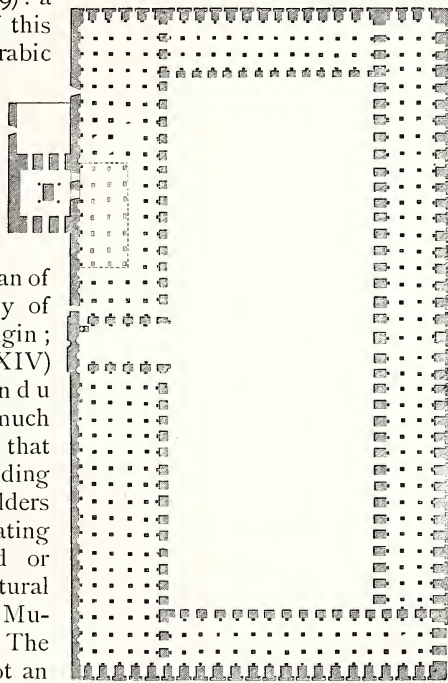 9): a
this
rabic
an of
y of
gin;
XIV)
n d u
much
that
ding
lders
ating
d or
tural
Mu-
The
ot an